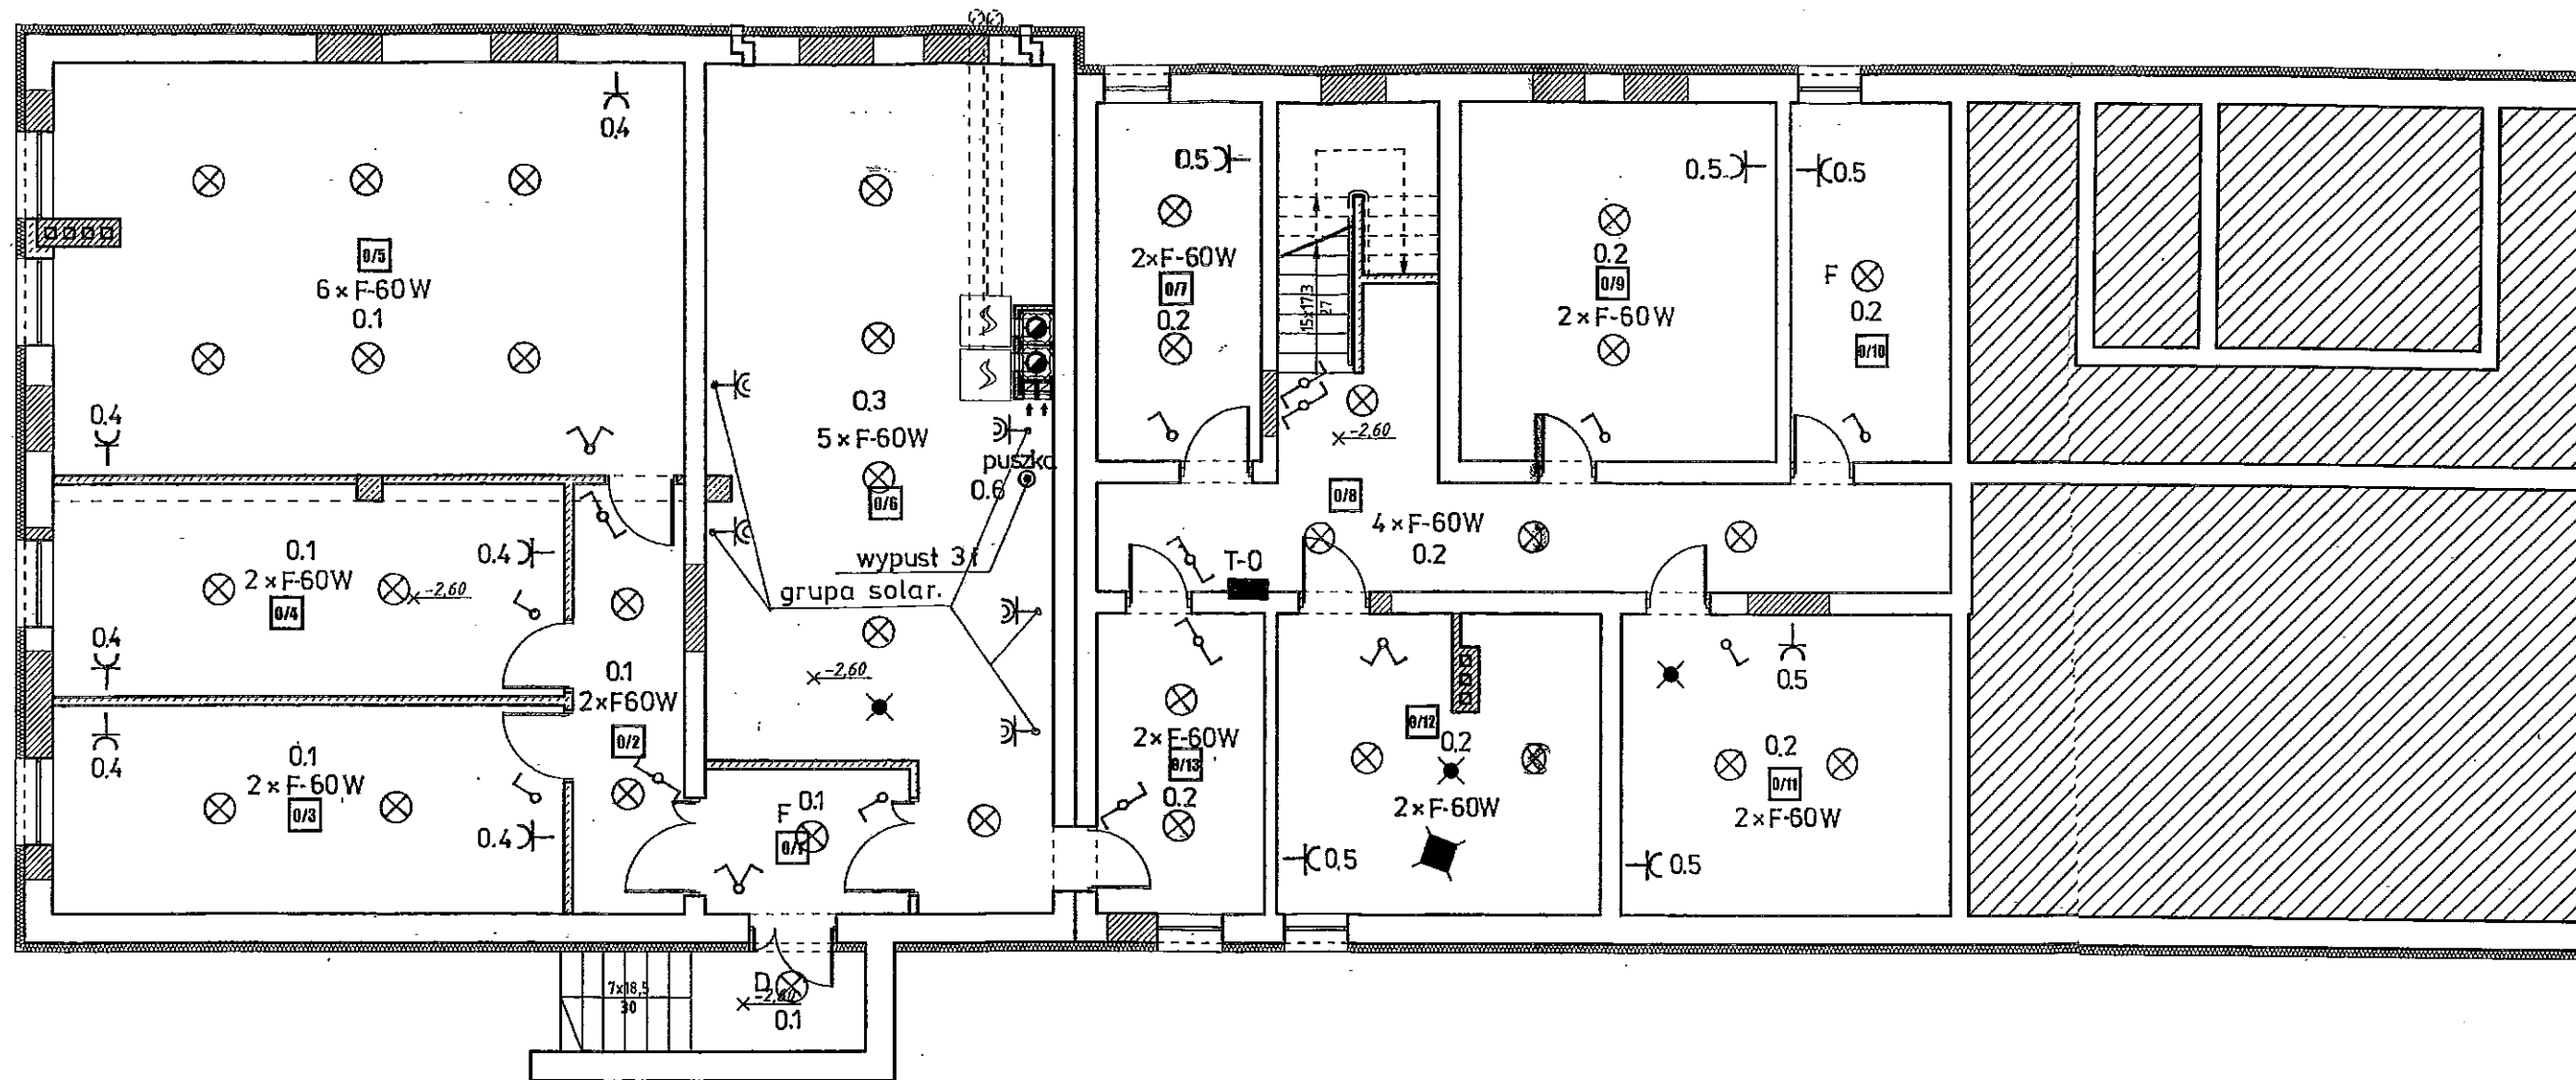 0.4
0/5
6 × F-60W
0.1
0.4
0.1
2 × F-60W
0/4
-2,60
0.4
0.4
0.4
0.1
2 × F-60W
0/3
0.4
0.1
2×F60W
0/2
0.3
5 × F-60W
0/6
puszka
0.6
wypust 3f
grupa solar.
-2,60
F
0.1
0/1
D
-2,60
0.1
7x18,5
30
0.5
2×F-60W
0/7
0.2
15x17,3
27
-2,60
0/8
4 × F-60W
0.2
T-0
0.5
0.2
0/9
2 × F-60W
0.5
F
0.2
0/10
2 × F-60W
0/13
0.2
0/12
0.2
2 × F-60W
0.5
0.5
0.2
0/11
2 × F-60W
0.5